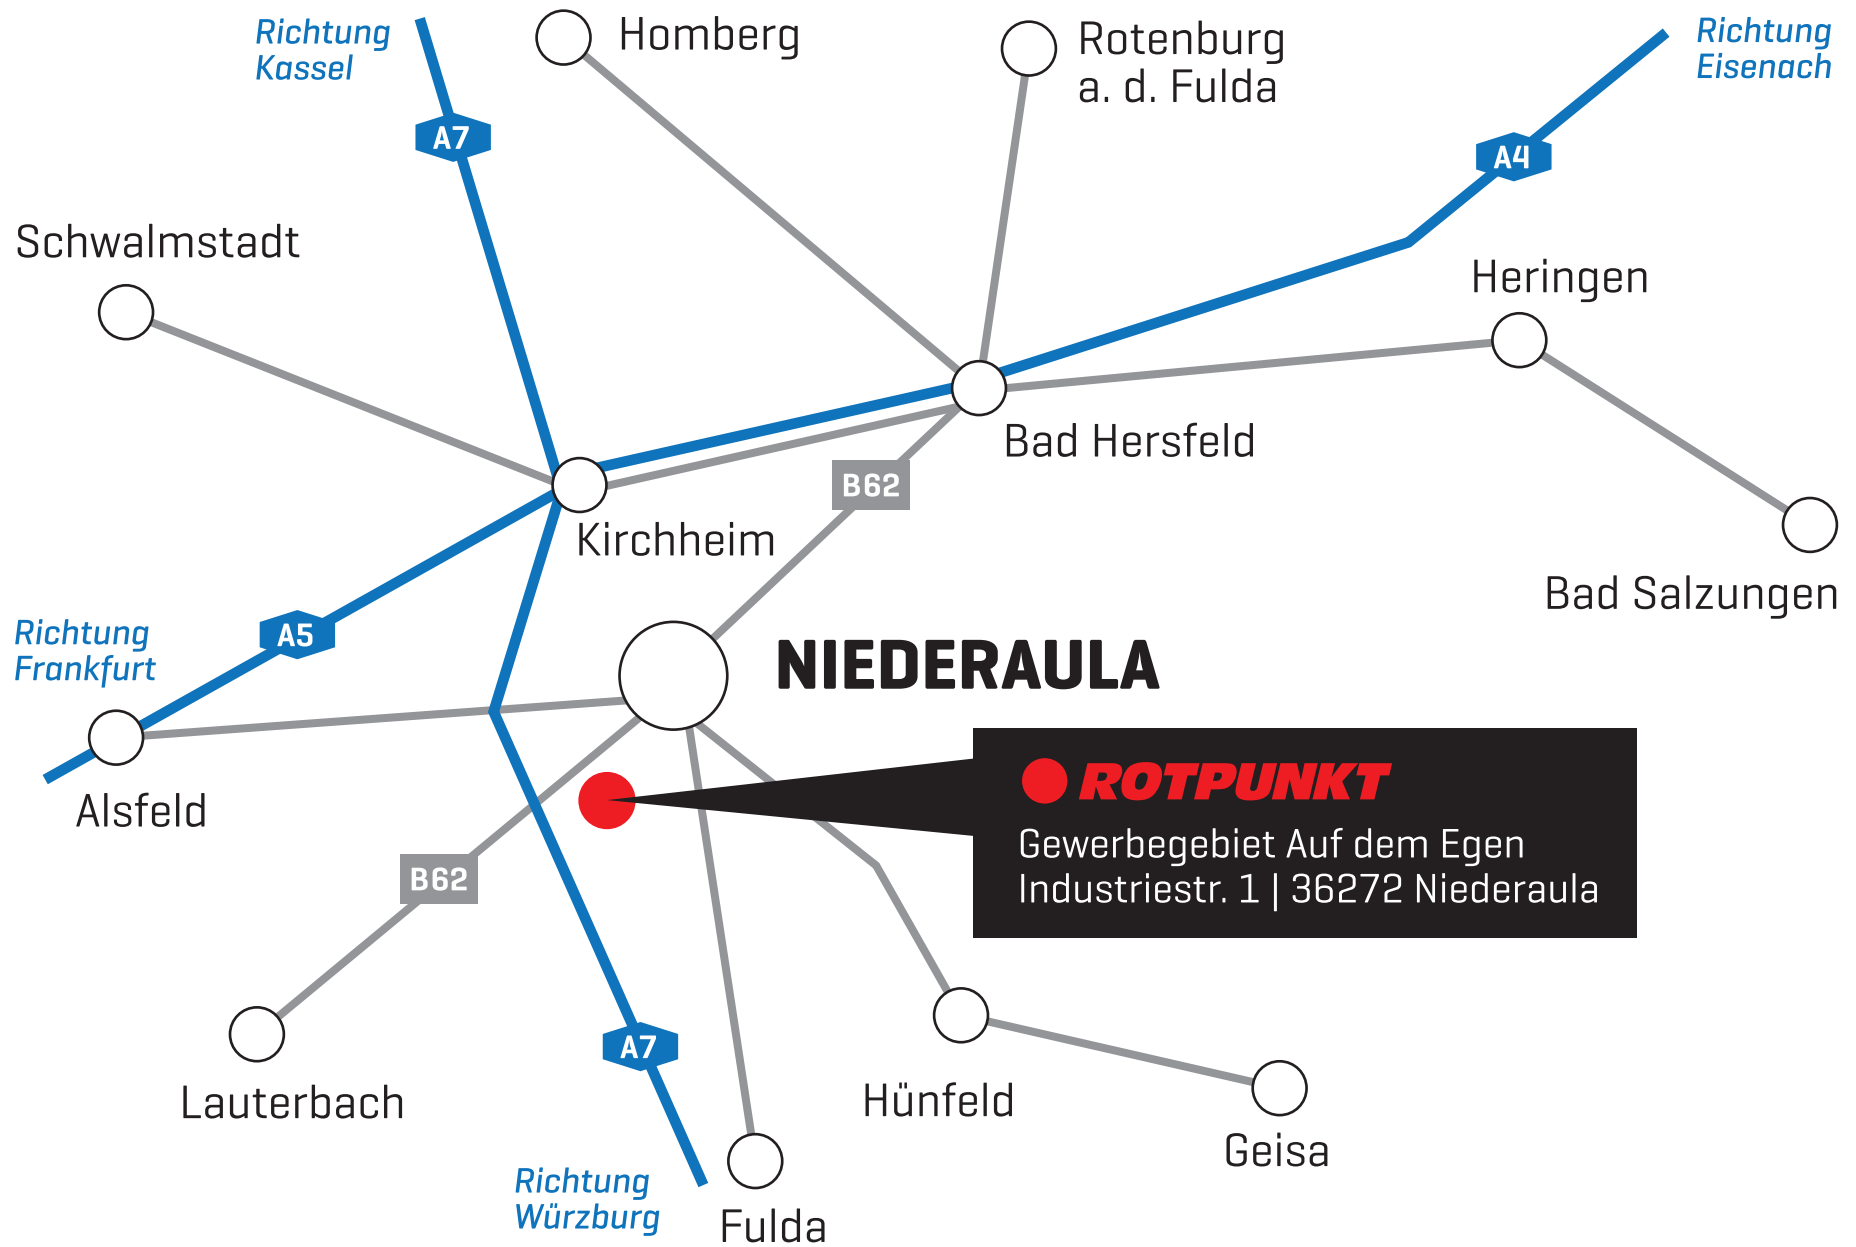 Richtung
Kassel
Homberg
Rotenburg
a. d. Fulda
Richtung
Eisenach
A7
A4
Schwalmstadt
Heringen
Bad Hersfeld
B62
Kirchheim
Bad Salzungen
Richtung
Frankfurt
A5
NIEDERAULA
Alsfeld
ROTPUNKT
Gewerbegebiet Auf dem Egen
Industriestr. 1 | 36272 Niederaula
B62
A7
Lauterbach
Hünfeld
Geisa
Richtung
Würzburg
Fulda